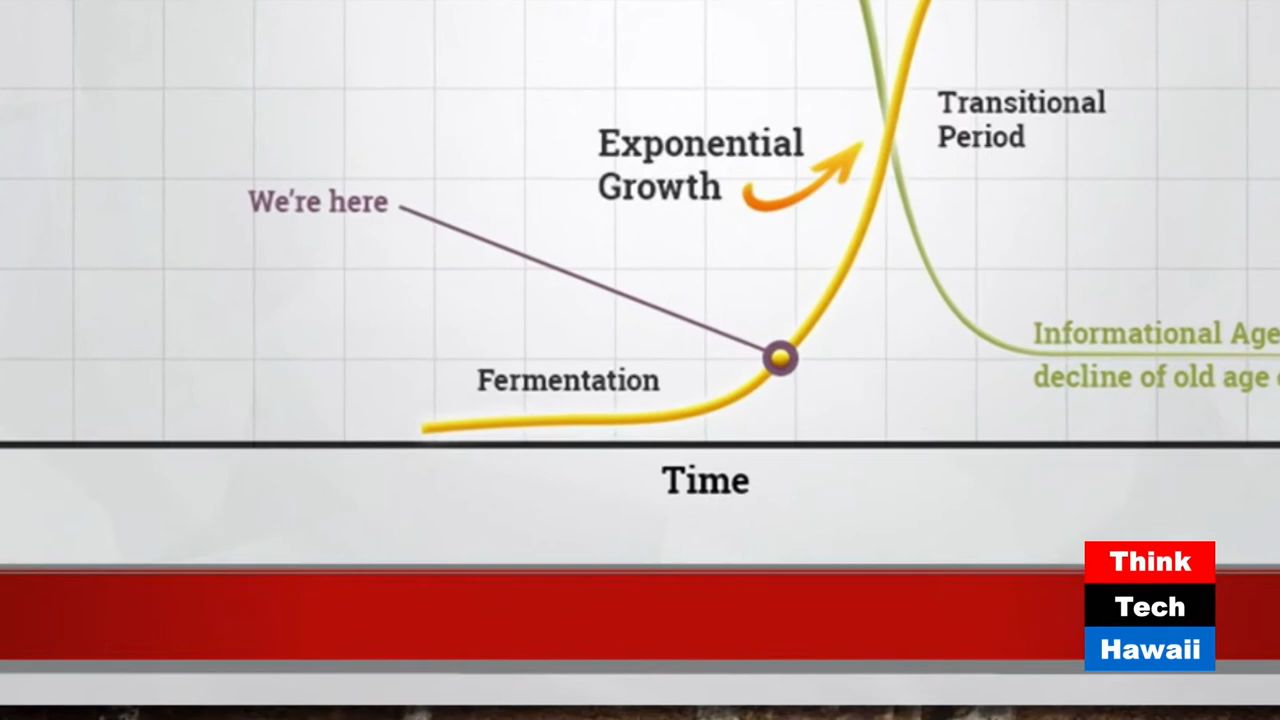 Transitional
Period
Exponential
Growth
We're here
Informational Age
decline of old age
Fermentation
Time
Think
Tech
Hawaii